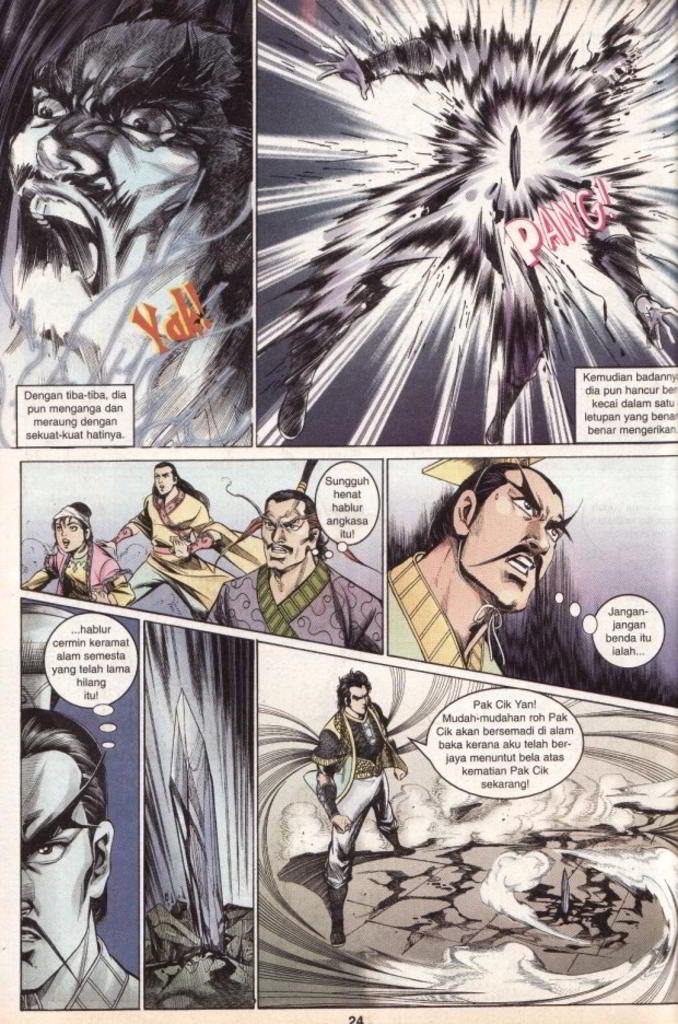 Yak!
Dengan tiba-tiba, dia
pun menganga dan
meraung dengan
sekuat-kuat hatinya.
PANG!
Kemudian badanny
dia pun hancur ber
kecai dalam satu
letupan yang benar
benar mengerikan.
Sungguh
henat
hablur
angkasa
itu!
Jangan-
jangan
benda itu
ialah...
...hablur
cermin keramat
alam semesta
yang telah lama
hilang
itu!
Pak Cik Yan!
Mudah-mudahan roh Pak
Cik akan bersemadi di alam
baka kerana aku telah ber-
jaya menuntut bela atas
kematian Pak Cik
sekarang!
24